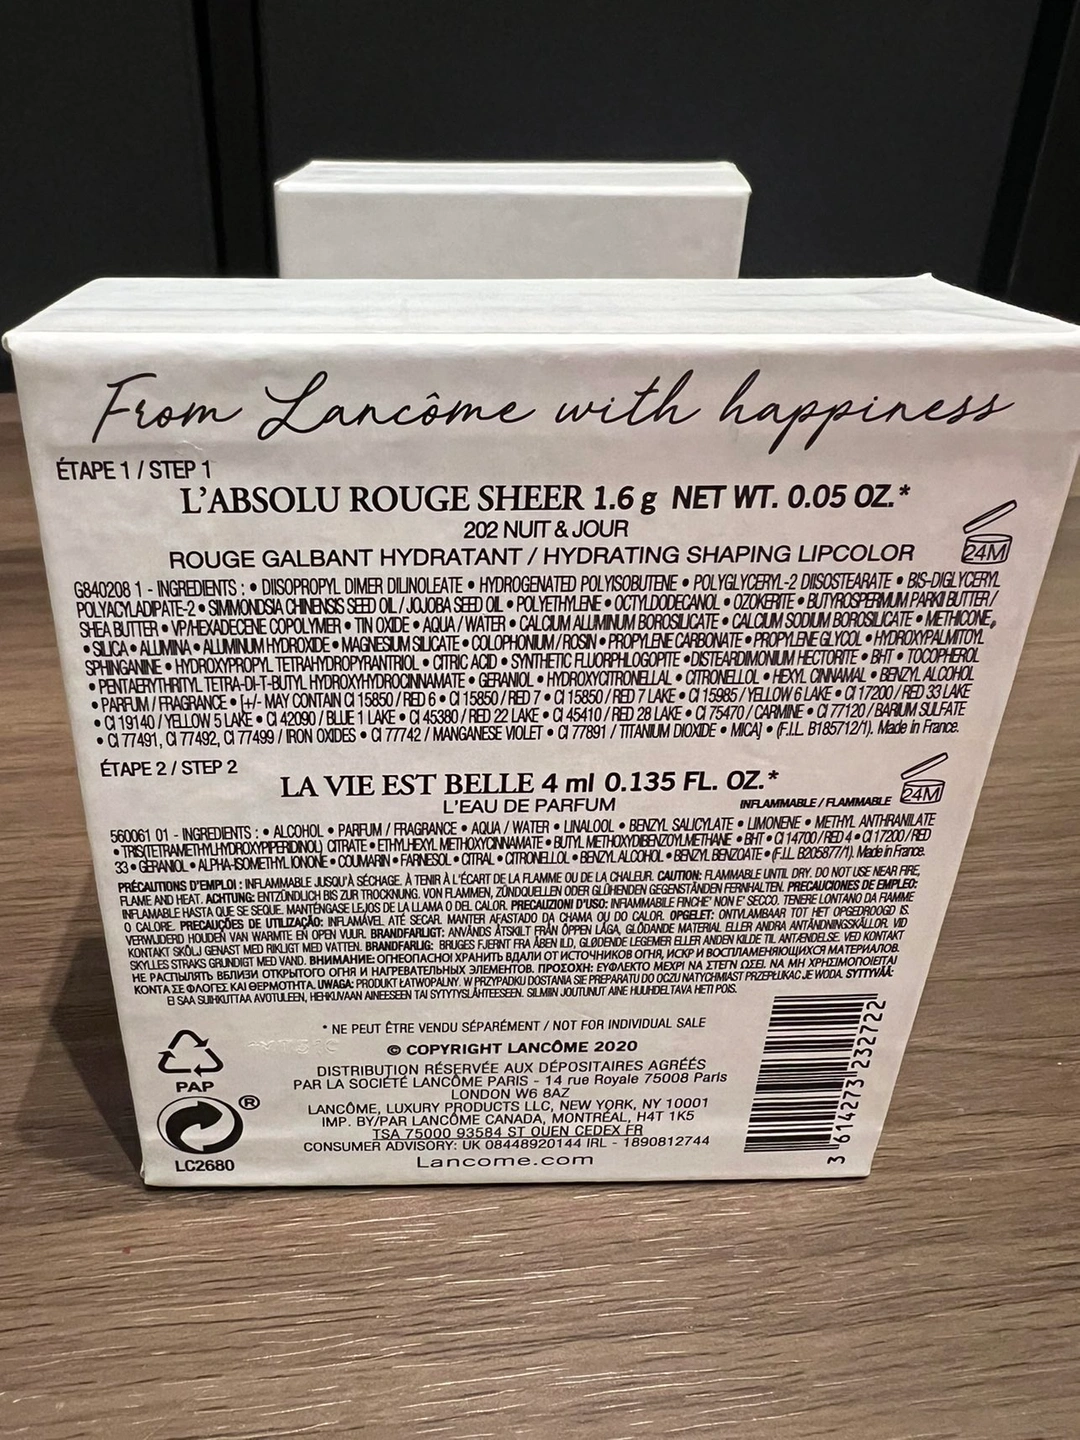 From Lancôme with happiness
ÉTAPE 1 / STEP 1
L'ABSOLU ROUGE SHEER 1.6 g NET WT. 0.05 OZ.*
202 NUIT & JOUR
ROUGE GALBANT HYDRATANT / HYDRATING SHAPING LIPCOLOR
24M
G840208 1 - INGREDIENTS : • DIISOPROPYL DIMER DILINOLEATE • HYDROGENATED POLYISOBUTENE • POLYGLYCERYL-2 DIISOSTEARATE • BIS-DIGLYCERYL
POLYACYLADIPATE-2 • SIMMONDSIA CHINENSIS SEED OIL / JOJOBA SEED OIL • POLYETHYLENE • OCTYLDODECANOL • OZOKERITE • BUTYROSPERMUM PARKII BUTTER /
SHEA BUTTER • VP/HEXADECENE COPOLYMER • TIN OXIDE • AQUA / WATER • CALCIUM ALUMINUM BOROSILICATE • CALCIUM SODIUM BOROSILICATE • METHICONE,
• SILICA • ALUMINA • ALUMINUM HYDROXIDE • MAGNESIUM SILICATE • COLOPHONIUM / ROSIN • PROPYLENE CARBONATE • PROPYLENE GLYCOL • HYDROXYPALMITOYL
SPHINGANINE • HYDROXYPROPYL TETRAHYDROPYRANTRIOL • CITRIC ACID • SYNTHETIC FLUORPHLOGOPITE • DISTEARDIMONIUM HECTORITE • BHT • TOCOPHEROL
• PENTAERYTHRITYL TETRA-DI-T-BUTYL HYDROXYHYDROCINNAMATE • GERANIOL • HYDROXYCITRONELLAL • CITRONELLOL • HEXYL CINNAMAL • BENZYL ALCOHOL
• PARFUM / FRAGRANCE • [+/- MAY CONTAIN CI 15850 / RED 6 • CI 15850 / RED 7 • CI 15850 / RED 7 LAKE • CI 15985 / YELLOW 6 LAKE • CI 17200 / RED 33 LAKE
• CI 19140 / YELLOW 5 LAKE • CI 42090 / BLUE 1 LAKE • CI 45380 / RED 22 LAKE • CI 45410 / RED 28 LAKE • CI 75470 / CARMINE • CI 77120 / BARIUM SULFATE
• CI 77491, CI 77492, CI 77499 / IRON OXIDES • CI 77742 / MANGANESE VIOLET • CI 77891 / TITANIUM DIOXIDE • MICA] • (F.I.L. B185712/1). Made in France.
ÉTAPE 2 / STEP 2
LA VIE EST BELLE 4 ml 0.135 FL. OZ.*
L'EAU DE PARFUM
INFLAMMABLE / FLAMMABLE
24M
560061 01 - INGREDIENTS : • ALCOHOL • PARFUM / FRAGRANCE • AQUA / WATER • LINALOOL • BENZYL SALICYLATE • LIMONENE • METHYL ANTHRANILATE
• TRIS(TETRAMETHYLHYDROXYPIPERIDINOL) CITRATE • ETHYLHEXYL METHOXYCINNAMATE • BUTYL METHOXYDIBENZOYLMETHANE • BHT • CI 14700 / RED 4 • CI 17200 / RED
33 • GERANIOL • ALPHA-ISOMETHYL IONONE • COUMARIN • FARNESOL • CITRAL • CITRONELLOL • BENZYL ALCOHOL • BENZYL BENZOATE • (F.I.L. B205877/1). Made in France.
PRÉCAUTIONS D'EMPLOI : INFLAMMABLE JUSQU'À SÉCHAGE. À TENIR À L'ÉCART DE LA FLAMME OU DE LA CHALEUR. CAUTION: FLAMMABLE UNTIL DRY. DO NOT USE NEAR FIRE,
FLAME AND HEAT. ACHTUNG: ENTZÜNDLICH BIS ZUR TROCKNUNG. VON FLAMMEN, ZÜNDQUELLEN ODER GLÜHENDEN GEGENSTÄNDEN FERNHALTEN. PRECAUCIONES DE EMPLEO:
INFLAMABLE HASTA QUE SE SEQUE. MANTÉNGASE LEJOS DE LA LLAMA O DEL CALOR. PRECAUZIONI D'USO: INFIAMMABILE FINCHE' NON E' SECCO. TENERE LONTANO DA FIAMME
O CALORE. PRECAUÇÕES DE UTILIZAÇÃO: INFLAMÁVEL ATÉ SECAR. MANTER AFASTADO DA CHAMA OU DO CALOR. OPGELET: ONTVLAMBAAR TOT HET OPGEDROOGD IS.
VERWIJDERD HOUDEN VAN WARMTE EN OPEN VUUR. BRANDFARLIGT: ANVÄNDS ÅTSKILT FRÅN ÖPPEN LÅGA, GLÖDANDE MATERIAL ELLER ANDRA ANTÄNDNINGSKÄLLOR. VID
KONTAKT SKÖLJ GENAST MED RIKLIGT MED VATTEN. BRANDFARLIG: BRUGES FJERNT FRA ÅBEN ILD, GLØDENDE LEGEMER ELLER ANDEN KILDE TIL ANTÆNDELSE. VED KONTAKT
SKYLLES STRAKS GRUNDIGT MED VAND. ВНИМАНИЕ: ОГНЕОПАСНО! ХРАНИТЬ ВДАЛИ ОТ ИСТОЧНИКОВ ОГНЯ, ИСКР И ВОСПЛАМЕНЯЮЩИХСЯ МАТЕРИАЛОВ.
НЕ РАСПЫЛЯТЬ ВБЛИЗИ ОТКРЫТОГО ОГНЯ И НАГРЕВАТЕЛЬНЫХ ЭЛЕМЕНТОВ. ΠΡΟΣΟΧΗ: ΕΥΦΛΕΚΤΟ ΜΕΧΡΙ ΝΑ ΣΤΕΓΝΩΣΕΙ. ΝΑ ΜΗ ΧΡΗΣΙΜΟΠΟΙΕΙΤΑΙ
ΚΟΝΤΑ ΣΕ ΦΛΟΓΕΣ ΚΑΙ ΘΕΡΜΟΤΗΤΑ. UWAGA: PRODUKT ŁATWOPALNY. W PRZYPADKU DOSTANIA SIĘ PREPARATU DO OCZU NATYCHMIAST PRZEPŁUKAĆ JE WODĄ. SYTTYVÄÄ:
EI SAA SUIHKUTTAA AVOTULEEN, HEHKUVAAN AINEESEEN TAI SYTYTYSLÄHTEESEEN. SILMIIN JOUTUNUT AINE HUUHDELTAVA HETI POIS.
* NE PEUT ÊTRE VENDU SÉPARÉMENT / NOT FOR INDIVIDUAL SALE
© COPYRIGHT LANCÔME 2020
DISTRIBUTION RÉSERVÉE AUX DÉPOSITAIRES AGRÉÉS
PAR LA SOCIÉTÉ LANCÔME PARIS - 14 rue Royale 75008 Paris
LONDON W6 8AZ
LANCÔME, LUXURY PRODUCTS LLC, NEW YORK, NY 10001
IMP. BY/PAR LANCÔME CANADA, MONTRÉAL, H4T 1K5
TSA 75000 93584 ST OUEN CEDEX FR
CONSUMER ADVISORY: UK 08448920144 IRL - 1890812744
Lancome.com
PAP
®
LC2680
3 614273 232722